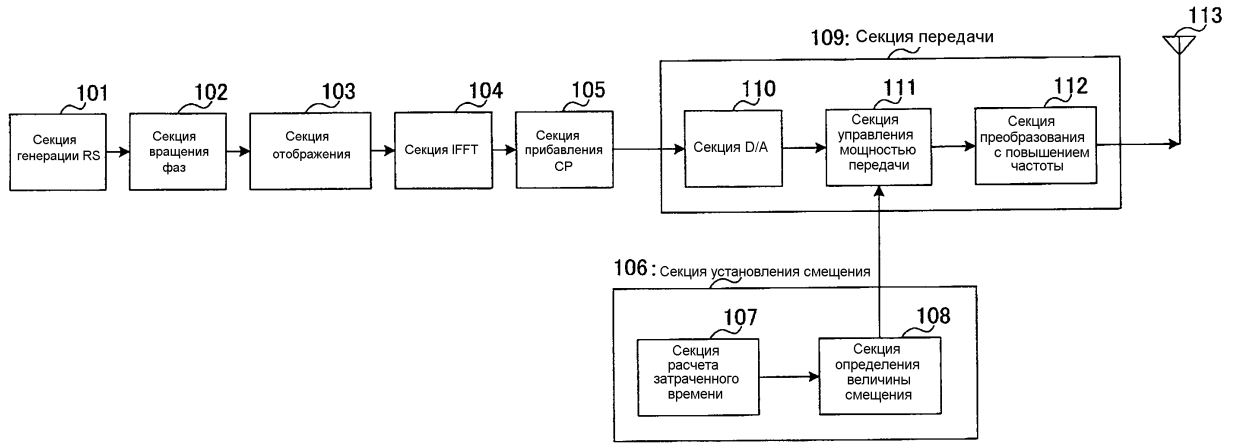 113
109: Секция передачи
101
102
103
104
105
110
111
112
Секция
генерации RS
Секция
вращения
фаз
Секция
отображения
Секция IFFT
Секция
прибавления
CP
Секция D/A
Секция
управления
мощностью
передачи
Секция
преобразования
с повышением
частоты
106: Секция установления смещения
107
108
Секция
расчета
затраченного
времени
Секция
определения
величины
смещения